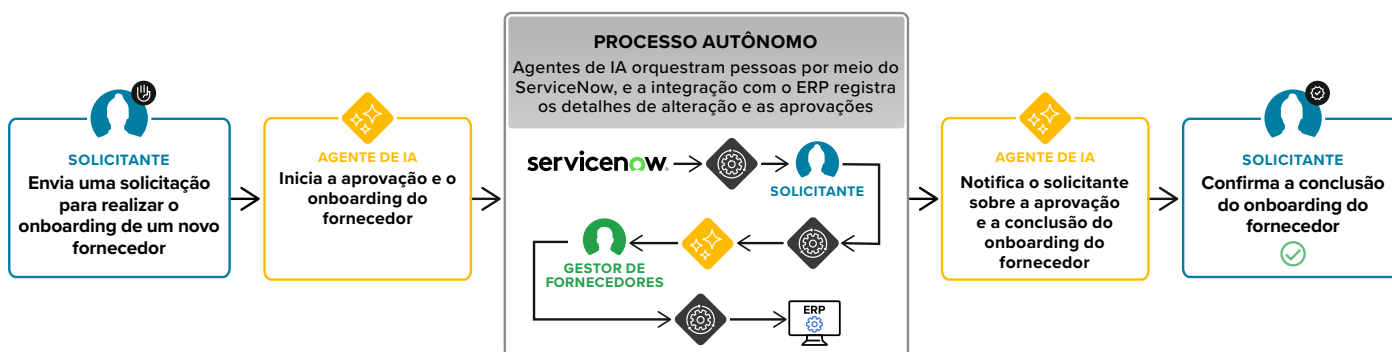 SOLICITANTE
Envia uma solicitação
para realizar o
onboarding de um novo
fornecedor
AGENTE DE IA
Inicia a aprovação e o
onboarding do
fornecedor
PROCESSO AUTÔNOMO
Agentes de IA orquestram pessoas por meio do
ServiceNow, e a integração com o ERP registra
os detalhes de alteração e as aprovações
servicenow
SOLICITANTE
GESTOR DE
FORNECEDORES
ERP
AGENTE DE IA
Notifica o solicitante
sobre a aprovação
e a conclusão do
onboarding do
fornecedor
SOLICITANTE
Confirma a conclusão
do onboarding do
fornecedor